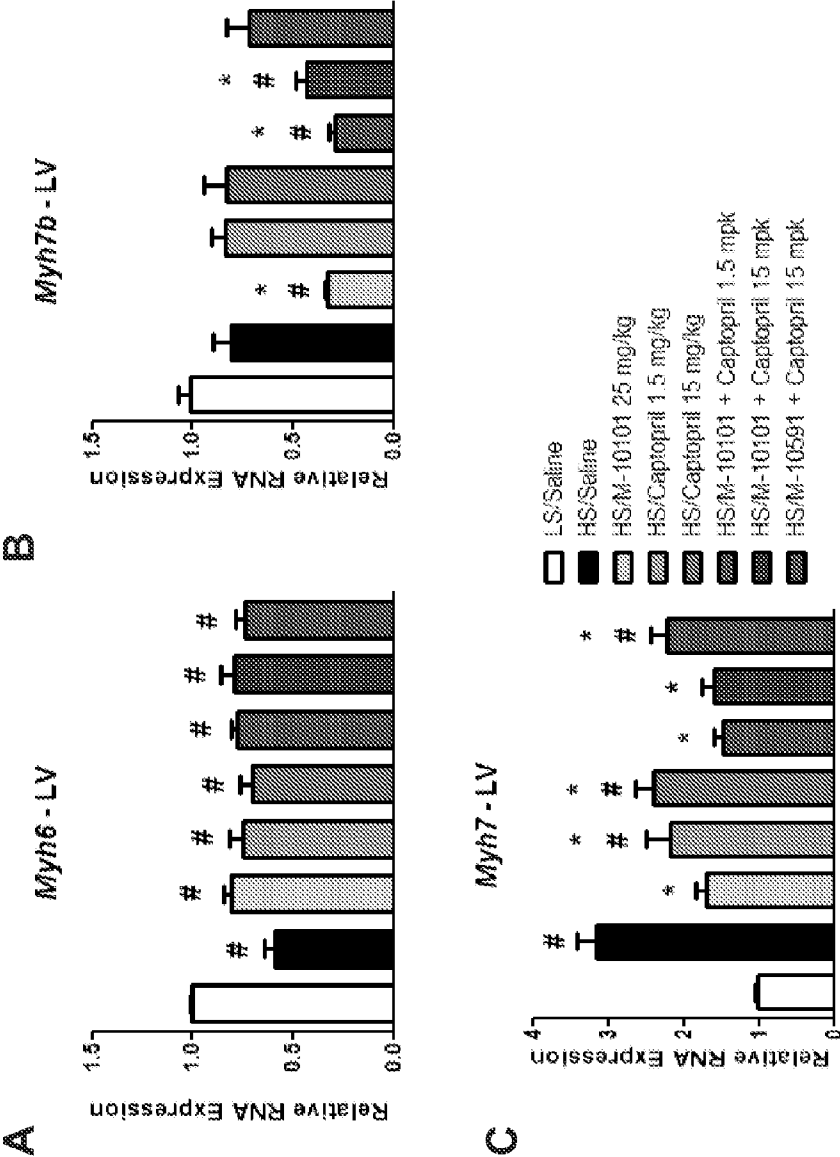 A
Myh6 - LV
Relative RNA Expression
1.5
1.0
0.5
0.0
# # # # # # #
B
Myh7b - LV
Relative RNA Expression
1.5
1.0
0.5
0.0
* * *
# # #
C
Myh7 - LV
Relative RNA Expression
4
3
2
1
0
# * * * * * *
# # #
LS/Saline
HS/Saline
HS/M-10101 25 mg/kg
HS/Captopril 1.5 mg/kg
HS/Captopril 15 mg/kg
HS/M-10101 + Captopril 1.5 mpk
HS/M-10101 + Captopril 15 mpk
HS/M-10591 + Captopril 15 mpk